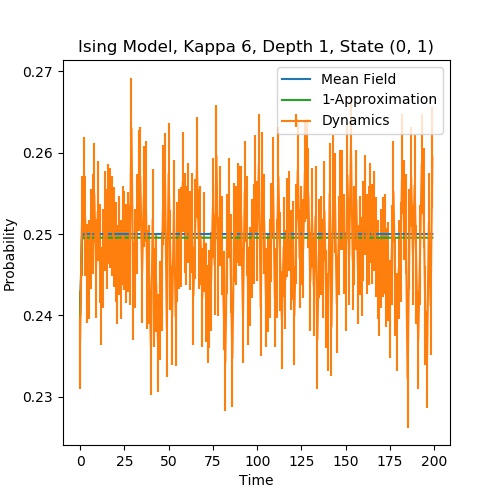 Ising Model, Kappa 6, Depth 1, State (0, 1)
Mean Field
1-Approximation
Dynamics
0.27
0.26
0.25
0.24
0.23
Probability
0 25 50 75 100 125 150 175 200
Time